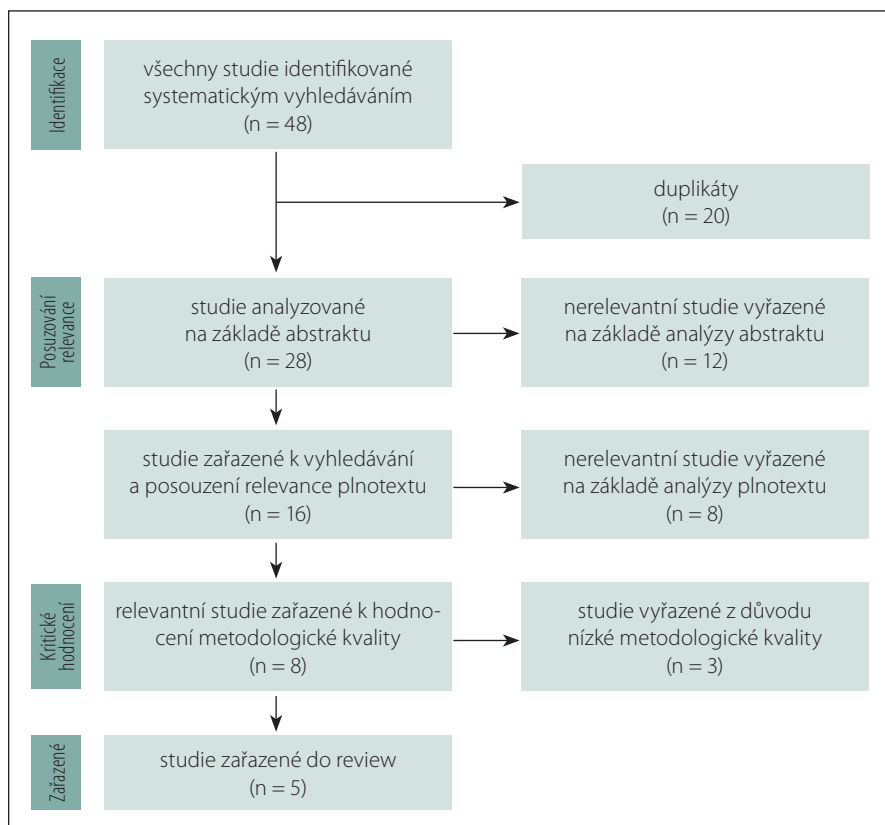 Identifikace
všechny studie identifikované
systematickým vyhledáváním
(n = 48)
duplikáty
(n = 20)
Posuzování
relevance
studie analyzované
na základě abstraktu
(n = 28)
nerelevantní studie vyřazené
na základě analýzy abstraktu
(n = 12)
studie zařazené k vyhledávání
a posouzení relevance plnotextu
(n = 16)
nerelevantní studie vyřazené
na základě analýzy plnotextu
(n = 8)
Kritické
hodnocení
relevantní studie zařazené k hodno-
cení metodologické kvality
(n = 8)
studie vyřazené z důvodu
nízké metodologické kvality
(n = 3)
Zařazené
studie zařazené do review
(n = 5)